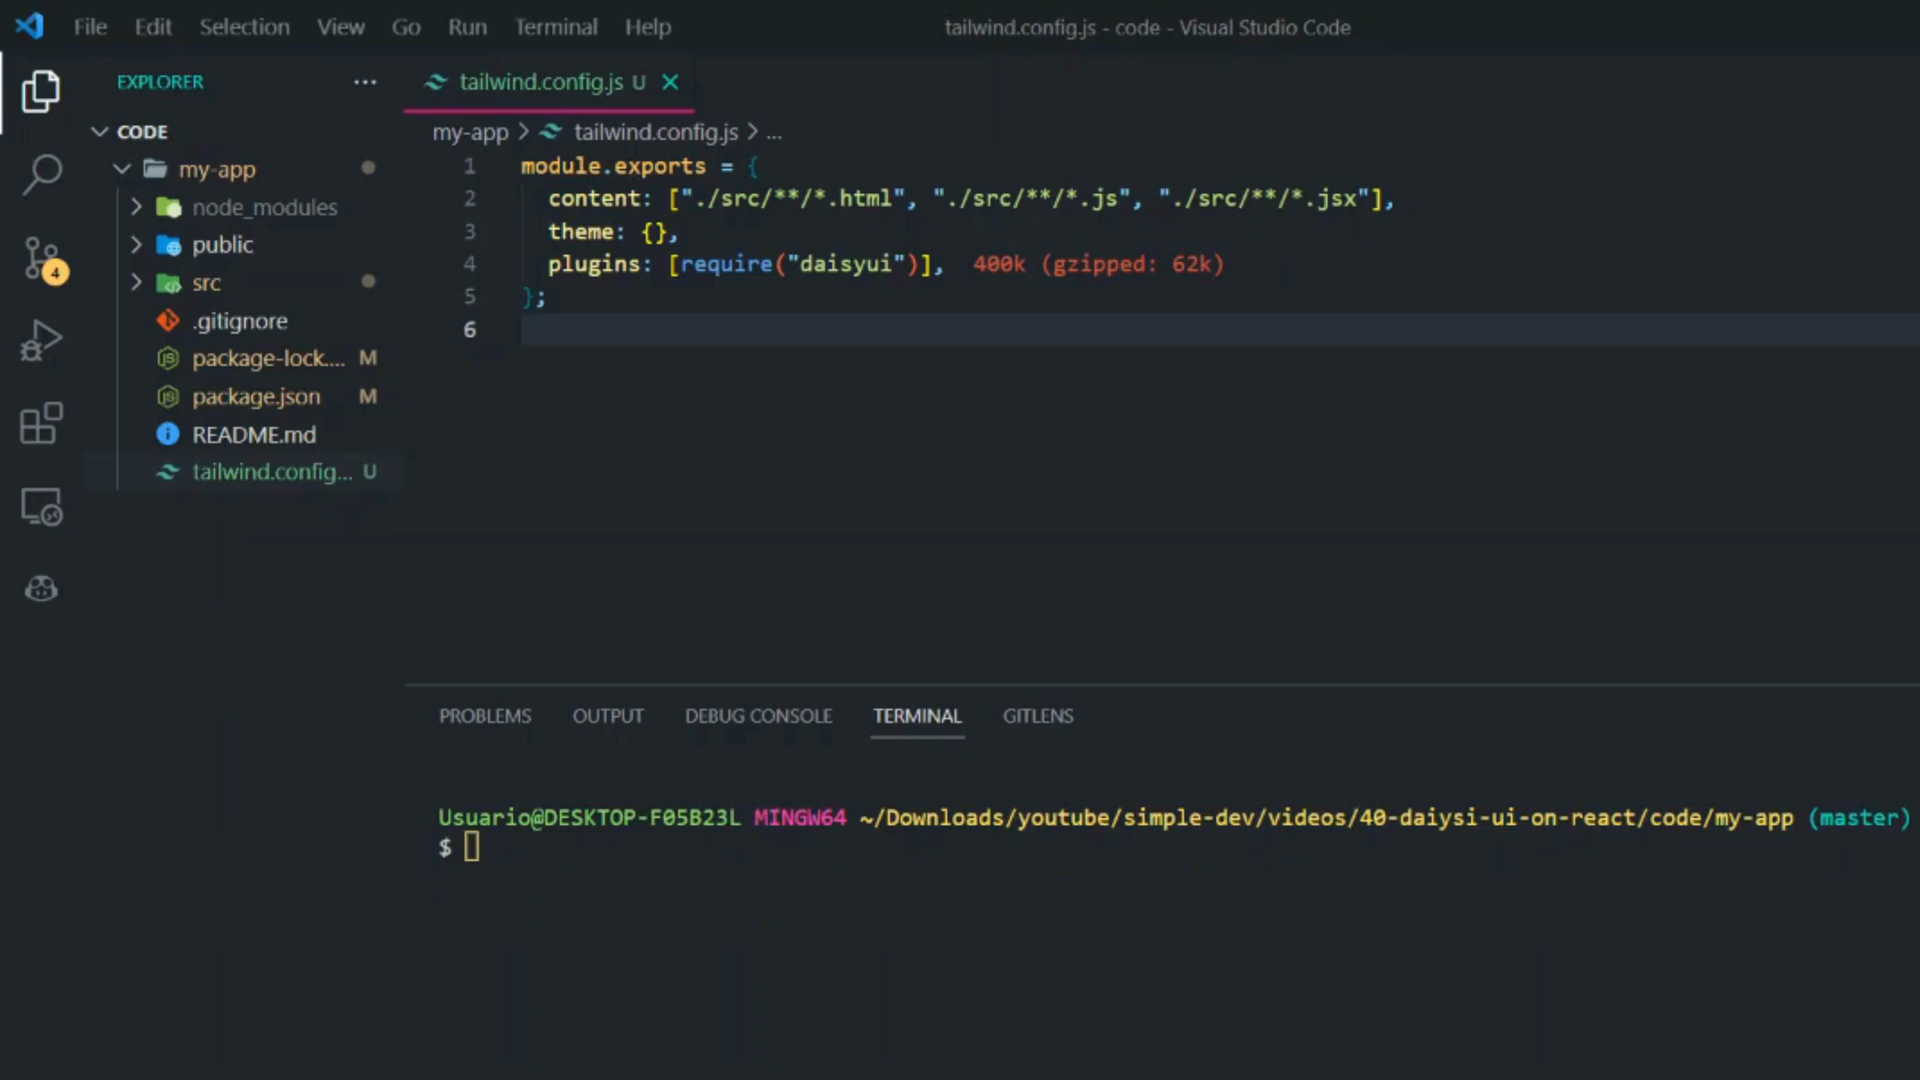 File Edit Selection View Go Run Terminal Help tailwind.config.js - code - Visual Studio Code
EXPLORER ···
CODE
my-app
node_modules
public
src
.gitignore
package-lock.... M
package.json M
README.md
tailwind.config... U
4
tailwind.config.js U
my-app > tailwind.config.js > ...
1 module.exports = {
2 content: ["./src/**/*.html", "./src/**/*.js", "./src/**/*.jsx"],
3 theme: {},
4 plugins: [require("daisyui")], 400k (gzipped: 62k)
5 };
6
PROBLEMS OUTPUT DEBUG CONSOLE TERMINAL GITLENS
Usuario@DESKTOP-F05B23L MINGW64 ~/Downloads/youtube/simple-dev/videos/40-daiysi-ui-on-react/code/my-app (master)
$